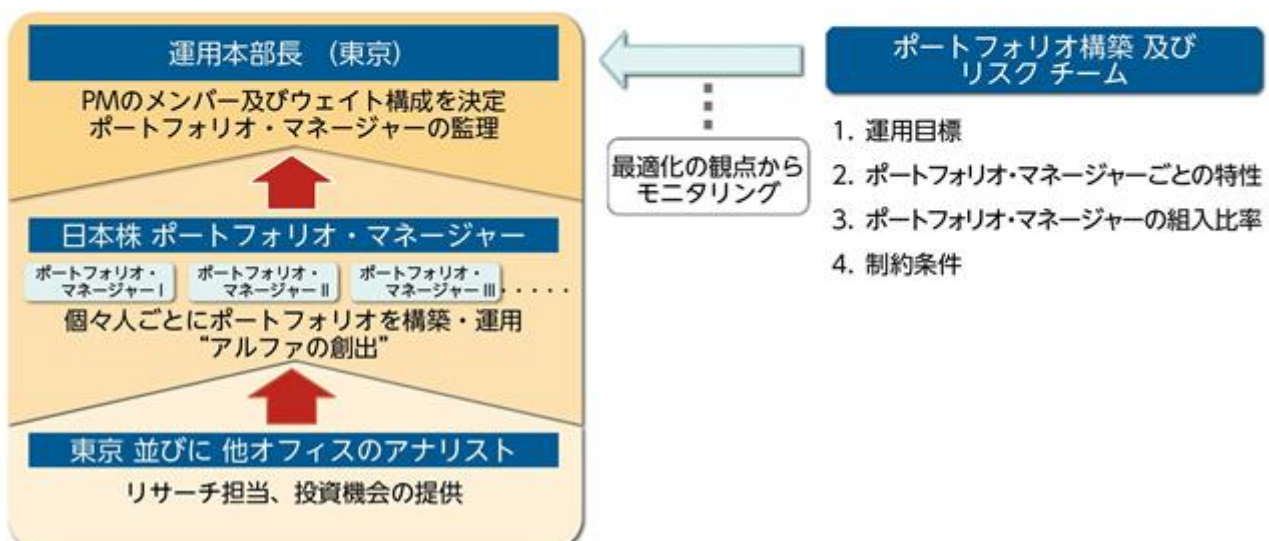 運用本部長 (東京)
PMのメンバー及びウェイト構成を決定
ポートフォリオ・マネージャーの監理
日本株 ポートフォリオ・マネージャー
ポートフォリオ・
マネージャーI
ポートフォリオ・
マネージャーII
ポートフォリオ・
マネージャーIII
・・・・・
個々人ごとにポートフォリオを構築・運用
“アルファの創出”
東京 並びに 他オフィスのアナリスト
リサーチ担当、投資機会の提供
最適化の観点から
モニタリング
ポートフォリオ構築 及び
リスク チーム
1. 運用目標
2. ポートフォリオ・マネージャーごとの特性
3. ポートフォリオ・マネージャーの組入比率
4. 制約条件